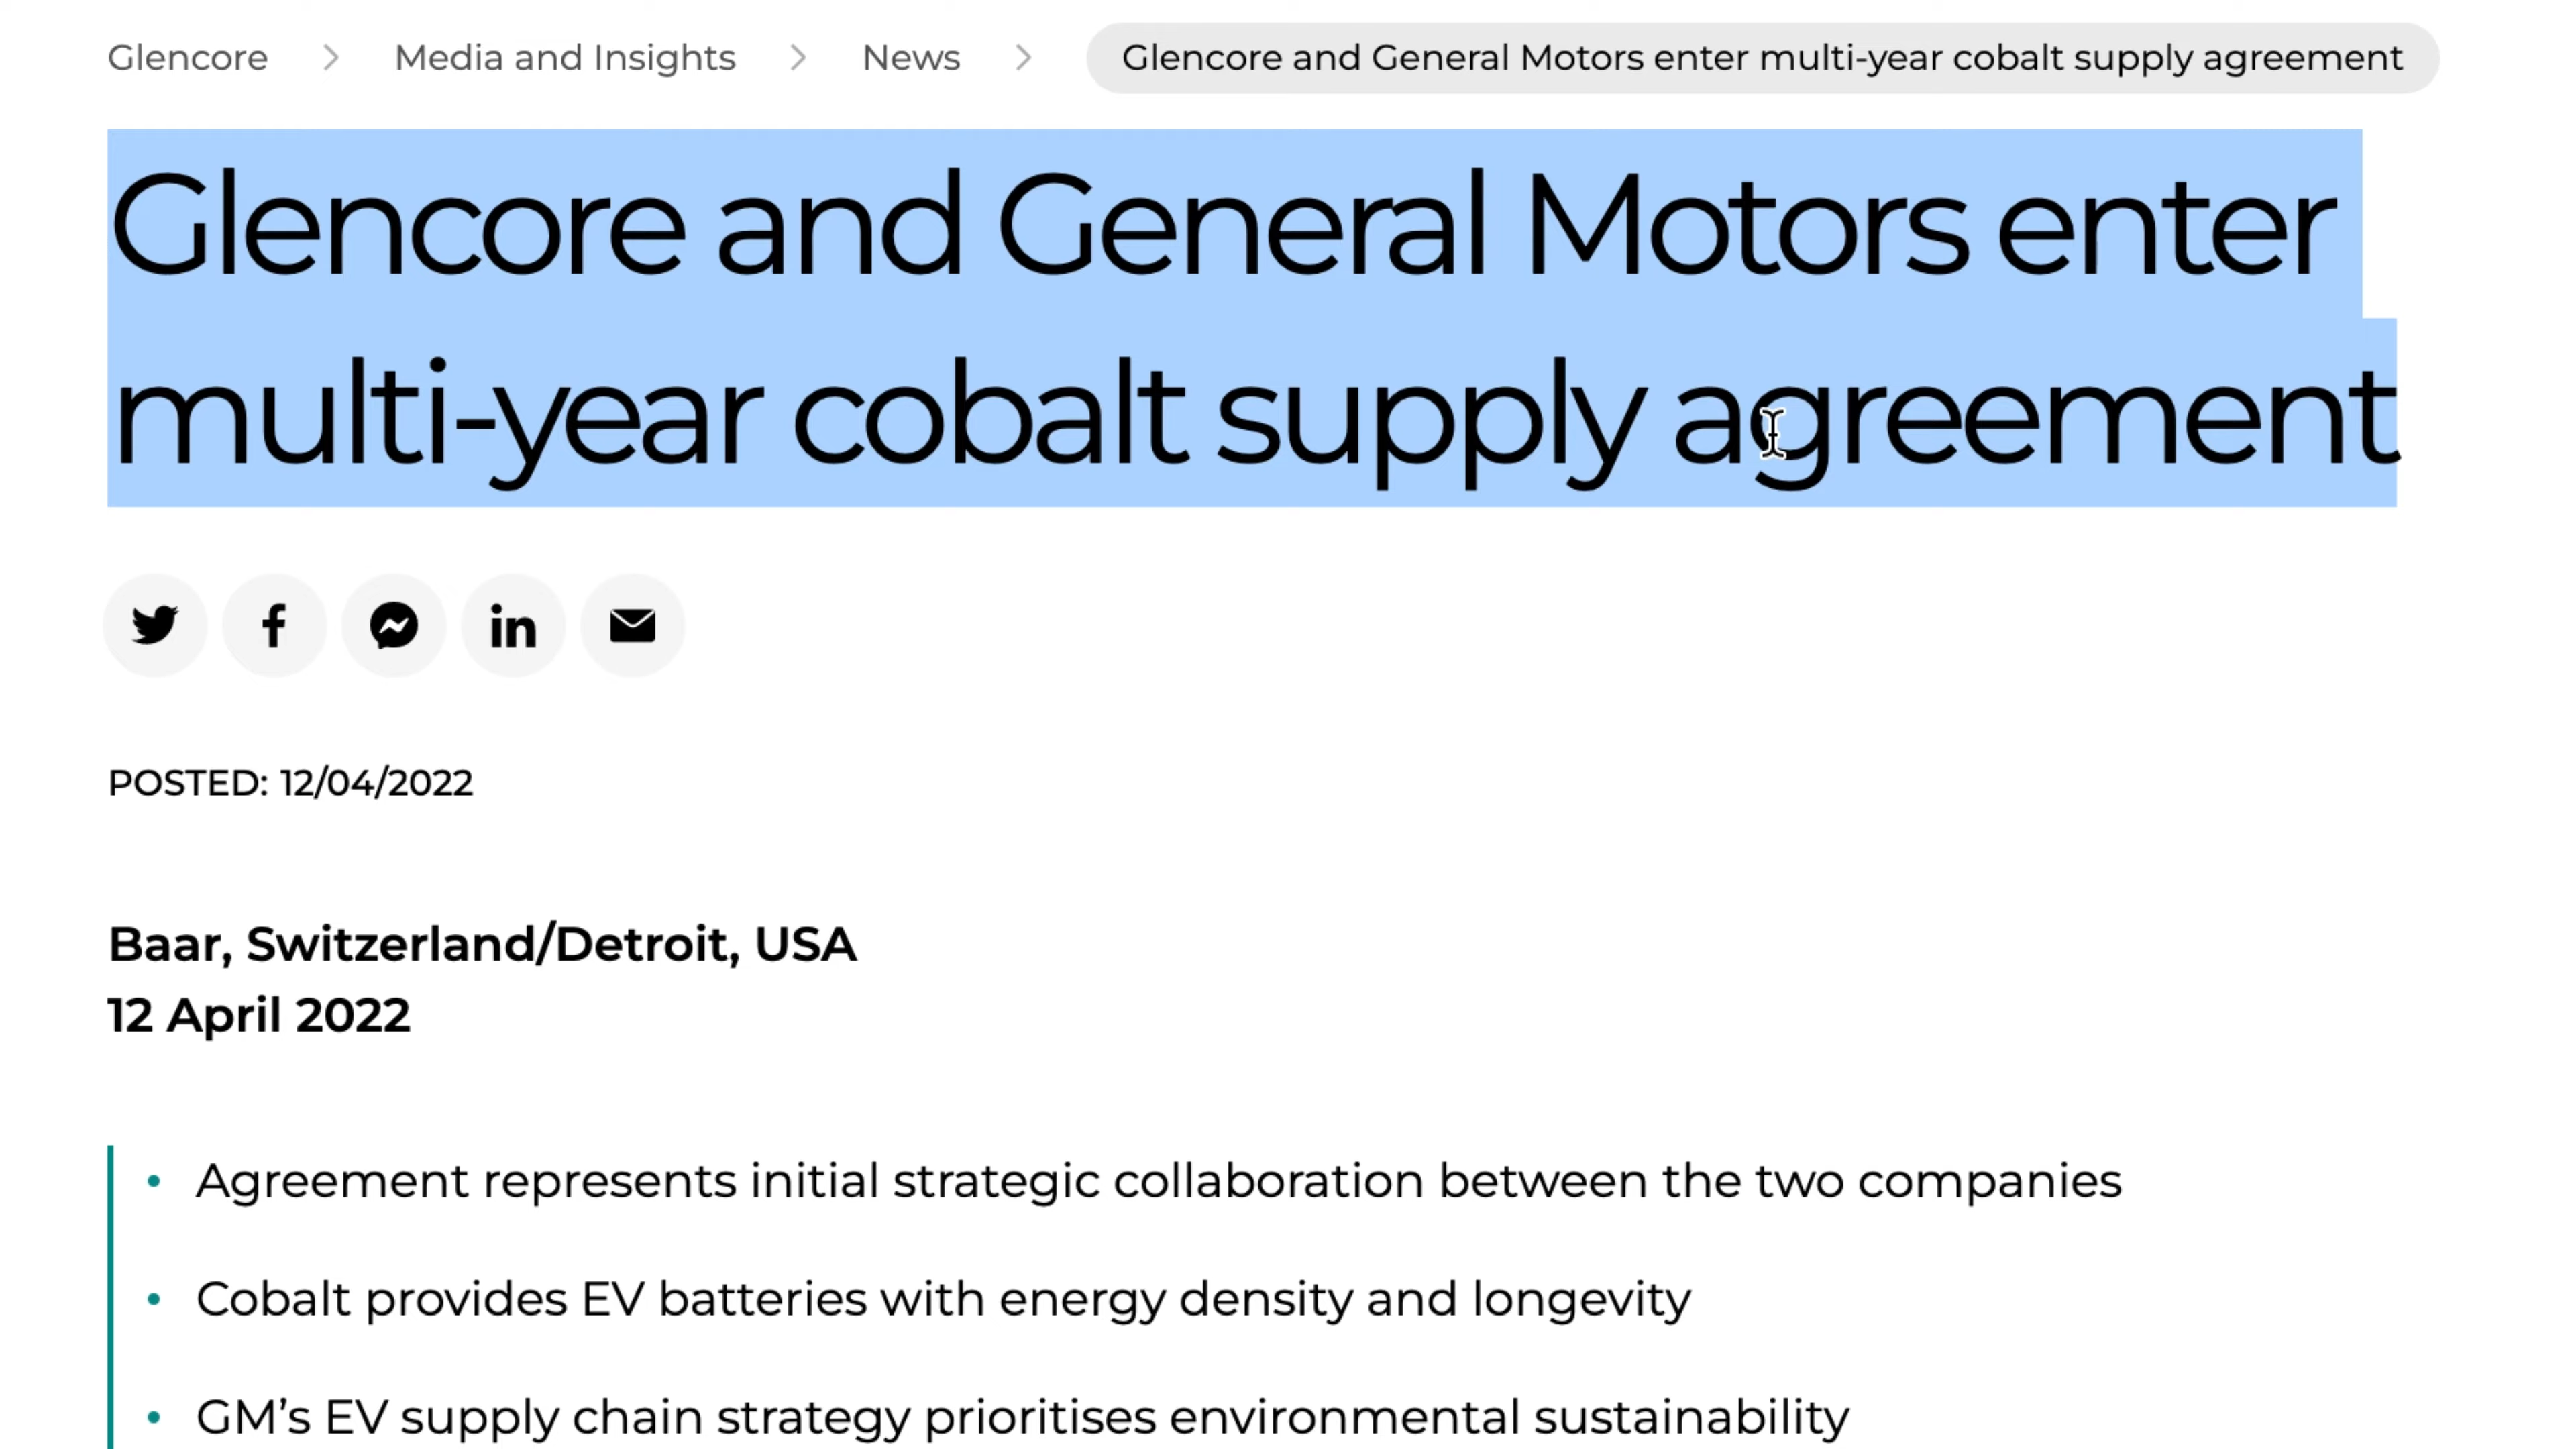 Glencore > Media and Insights > News > Glencore and General Motors enter multi-year cobalt supply agreement
Glencore and General Motors enter
multi-year cobalt supply agreement
POSTED: 12/04/2022
Baar, Switzerland/Detroit, USA
12 April 2022
• Agreement represents initial strategic collaboration between the two companies
• Cobalt provides EV batteries with energy density and longevity
• GM’s EV supply chain strategy prioritises environmental sustainability